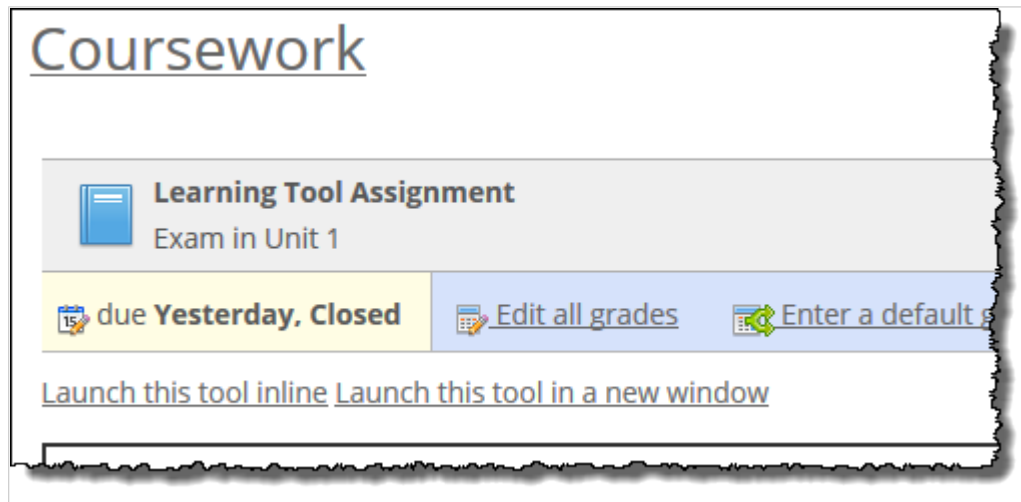 Coursework
Learning Tool Assignment
Exam in Unit 1
15 due Yesterday, Closed Edit all grades Enter a default
Launch this tool inline Launch this tool in a new window